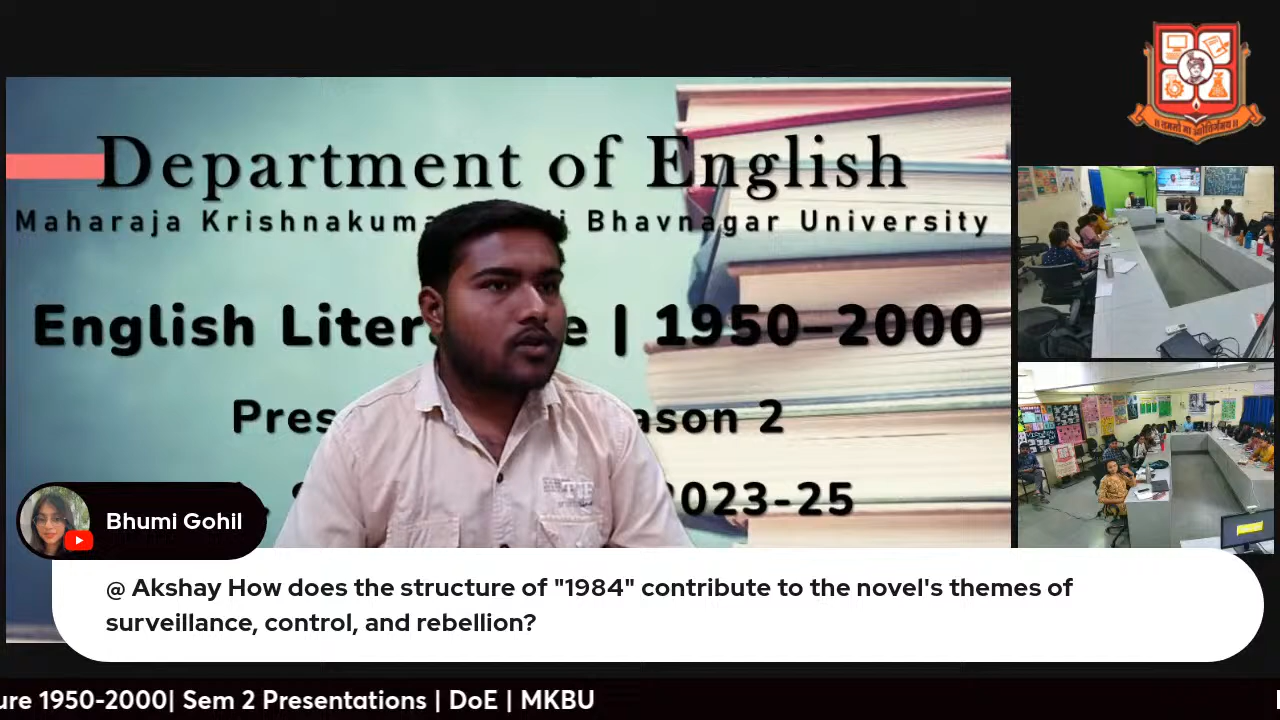 Department of English
Maharaja Krishnakuma Bhavnagar University
English Liter e | 1950–2000
Pres ason 2
2023-25
Bhumi Gohil
@ Akshay How does the structure of "1984" contribute to the novel's themes of
surveillance, control, and rebellion?
ure 1950-2000| Sem 2 Presentations | DoE | MKBU